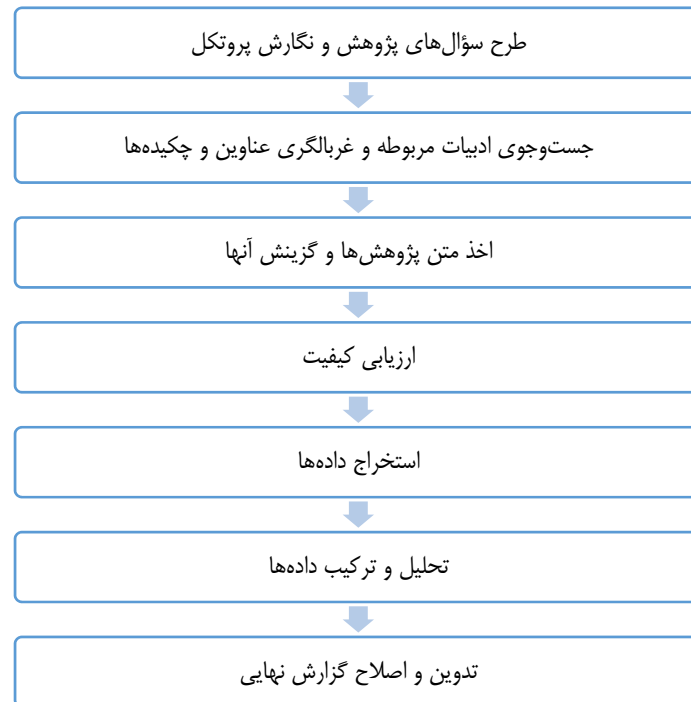 طرح سؤال‌های پژوهش و نگارش پروتکل
جست‌وجوی ادبیات مربوطه و غربالگری عناوین و چکیده‌ها
اخذ متن پژوهش‌ها و گزینش آنها
ارزیابی کیفیت
استخراج داده‌ها
تحلیل و ترکیب داده‌ها
تدوین و اصلاح گزارش نهایی